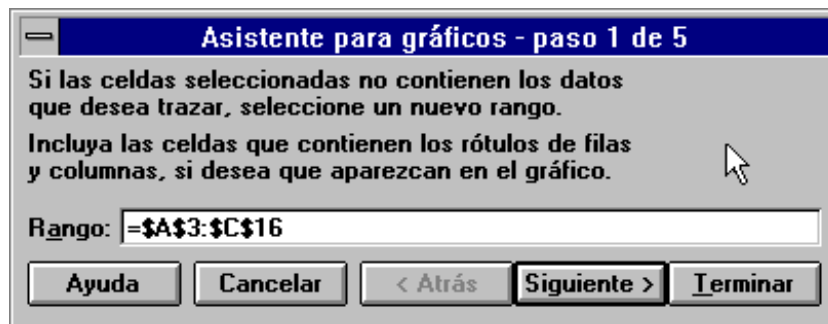 Asistente para gráficos - paso 1 de 5
Si las celdas seleccionadas no contienen los datos
que desea trazar, seleccione un nuevo rango.
Incluya las celdas que contienen los rótulos de filas
y columnas, si desea que aparezcan en el gráfico.
Rango: =$A$3:$C$16
Ayuda Cancelar < Atrás Siguiente > Terminar